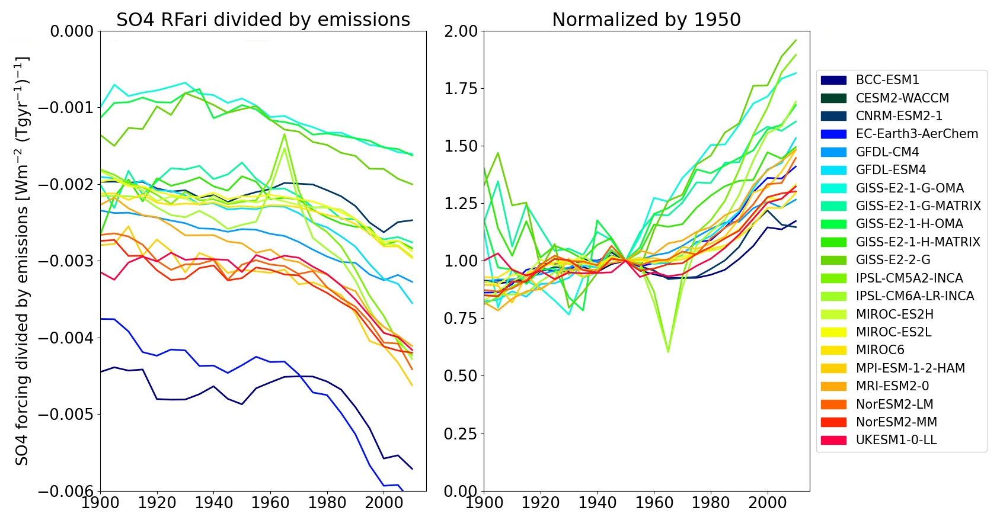 SO4 RFari divided by emissions
Normalized by 1950
SO4 forcing divided by emissions [Wm⁻² (Tgyr⁻¹)⁻¹]
0.000
−0.001
−0.002
−0.003
−0.004
−0.005
−0.006
1900 1920 1940 1960 1980 2000
2.00
1.75
1.50
1.25
1.00
0.75
0.50
0.25
0.00
1900 1920 1940 1960 1980 2000
BCC-ESM1
CESM2-WACCM
CNRM-ESM2-1
EC-Earth3-AerChem
GFDL-CM4
GFDL-ESM4
GISS-E2-1-G-OMA
GISS-E2-1-G-MATRIX
GISS-E2-1-H-OMA
GISS-E2-1-H-MATRIX
GISS-E2-2-G
IPSL-CM5A2-INCA
IPSL-CM6A-LR-INCA
MIROC-ES2H
MIROC-ES2L
MIROC6
MPI-ESM-1-2-HAM
MRI-ESM2-0
NorESM2-LM
NorESM2-MM
UKESM1-0-LL